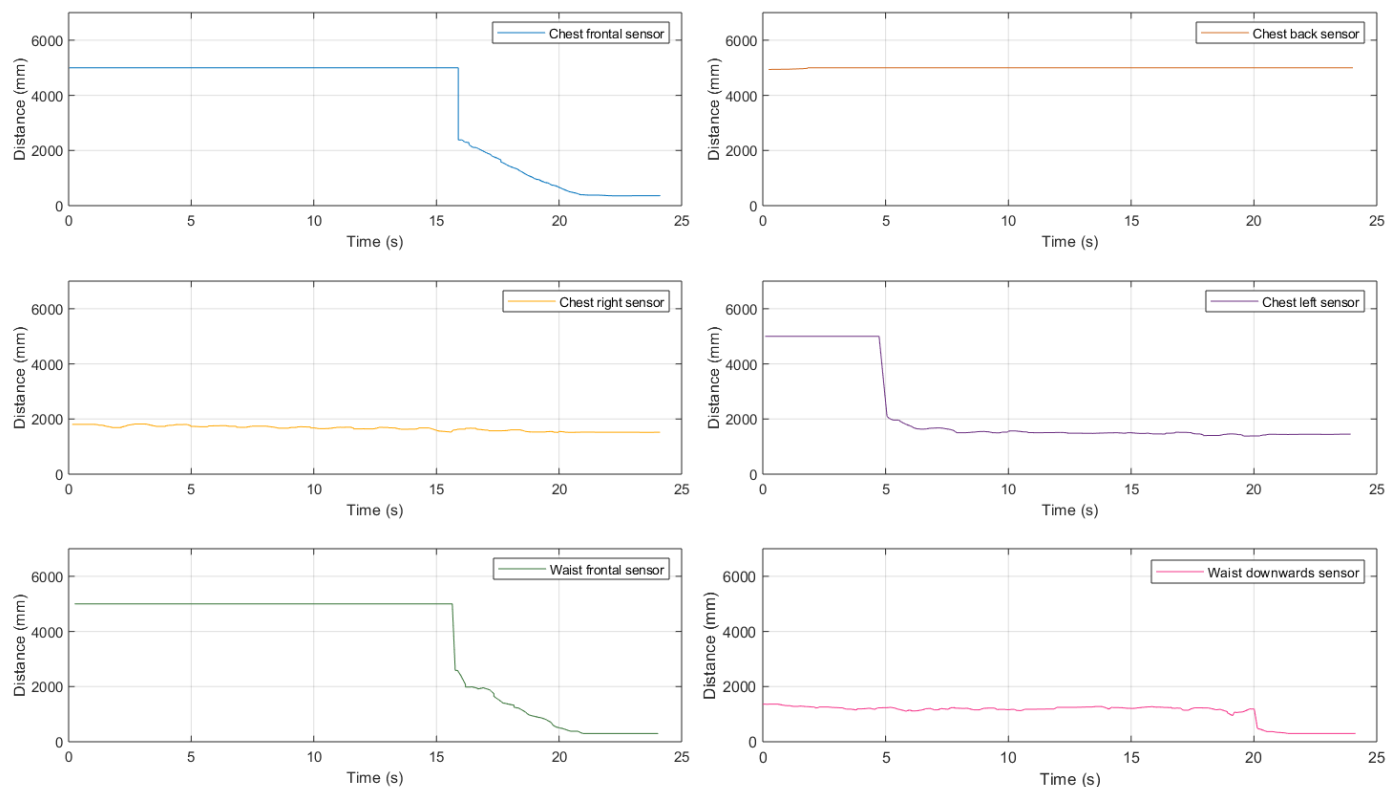 Chest frontal sensor
Distance (mm)
6000
4000
2000
0
0 5 10 15 20 25
Time (s)
Chest back sensor
Distance (mm)
6000
4000
2000
0
0 5 10 15 20 25
Time (s)
Chest right sensor
Distance (mm)
6000
4000
2000
0
0 5 10 15 20 25
Time (s)
Chest left sensor
Distance (mm)
6000
4000
2000
0
0 5 10 15 20 25
Time (s)
Waist frontal sensor
Distance (mm)
6000
4000
2000
0
0 5 10 15 20 25
Time (s)
Waist downwards sensor
Distance (mm)
6000
4000
2000
0
0 5 10 15 20 25
Time (s)